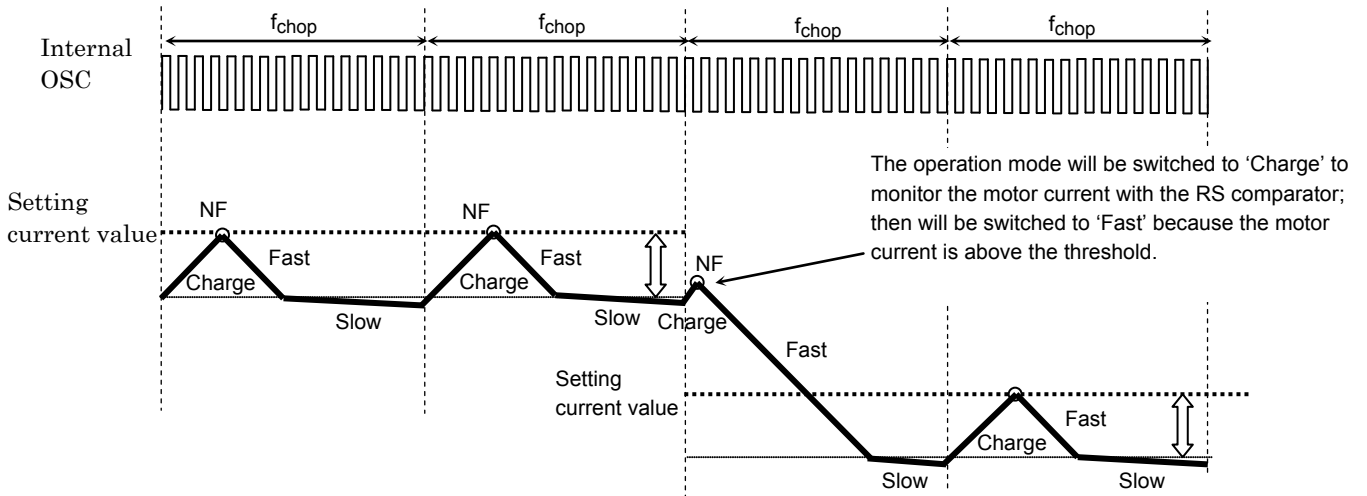 fchop
fchop
fchop
fchop
Internal
OSC
The operation mode will be switched to ‘Charge’ to
monitor the motor current with the RS comparator;
then will be switched to ‘Fast’ because the motor
current is above the threshold.
Setting
current value
NF
Fast
Charge
Slow
NF
Fast
Charge
Slow
NF
Charge
Fast
Slow
Setting
current value
Fast
Charge
Slow